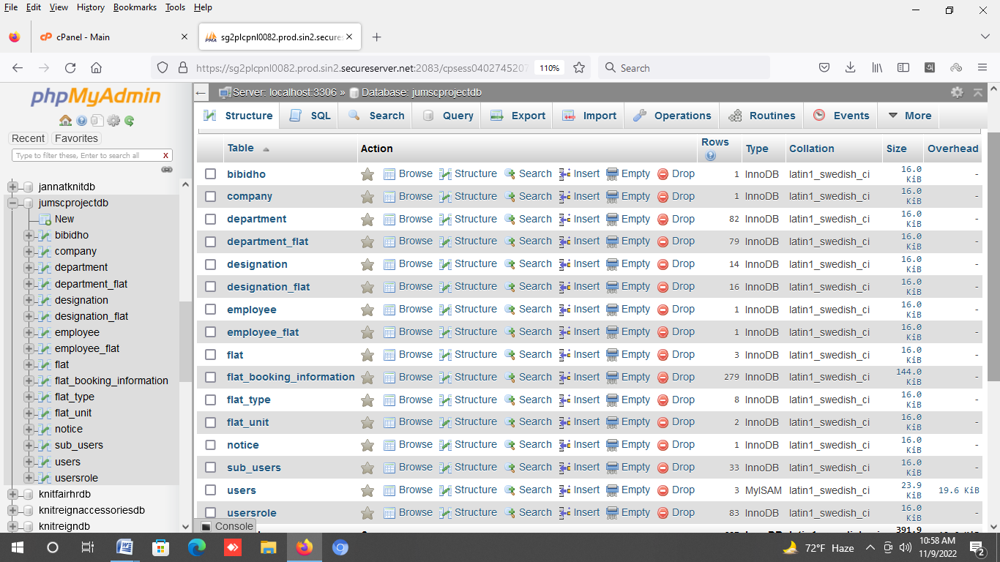 File Edit View History Bookmarks Tools Help
cPanel - Main
sg2plcpnl0082.prod.sin2.secures
https://sg2plcpnl0082.prod.sin2.secureserver.net:2083/cpsess0402745207 110% Search
phpMyAdmin
Recent Favorites
Type to filter these, Enter to search all X
jannatknitdb
jumscprojectdb
New
bibidho
company
department
department_flat
designation
designation_flat
employee
employee_flat
flat
flat_booking_information
flat_type
flat_unit
notice
sub_users
users
usersrole
knitfairhrdb
knitreignaccessoriesdb
knitreigndb
Server: localhost:3306 » Database: jumscprojectdb
Structure SQL Search Query Export Import Operations Routines Events More
Table Action Rows Type Collation Size Overhead
bibidho Browse Structure Search Insert Empty Drop 1 InnoDB latin1_swedish_ci 16.0 KiB -
company Browse Structure Search Insert Empty Drop 1 InnoDB latin1_swedish_ci 16.0 KiB -
department Browse Structure Search Insert Empty Drop 82 InnoDB latin1_swedish_ci 16.0 KiB -
department_flat Browse Structure Search Insert Empty Drop 79 InnoDB latin1_swedish_ci 16.0 KiB -
designation Browse Structure Search Insert Empty Drop 14 InnoDB latin1_swedish_ci 16.0 KiB -
designation_flat Browse Structure Search Insert Empty Drop 16 InnoDB latin1_swedish_ci 16.0 KiB -
employee Browse Structure Search Insert Empty Drop 1 InnoDB latin1_swedish_ci 16.0 KiB -
employee_flat Browse Structure Search Insert Empty Drop 1 InnoDB latin1_swedish_ci 16.0 KiB -
flat Browse Structure Search Insert Empty Drop 3 InnoDB latin1_swedish_ci 16.0 KiB -
flat_booking_information Browse Structure Search Insert Empty Drop 279 InnoDB latin1_swedish_ci 144.0 KiB -
flat_type Browse Structure Search Insert Empty Drop 8 InnoDB latin1_swedish_ci 16.0 KiB -
flat_unit Browse Structure Search Insert Empty Drop 2 InnoDB latin1_swedish_ci 16.0 KiB -
notice Browse Structure Search Insert Empty Drop 1 InnoDB latin1_swedish_ci 16.0 KiB -
sub_users Browse Structure Search Insert Empty Drop 33 InnoDB latin1_swedish_ci 16.0 KiB -
users Browse Structure Search Insert Empty Drop 3 MyISAM latin1_swedish_ci 23.9 KiB 19.6 KiB
usersrole Browse Structure Search Insert Empty Drop 83 InnoDB latin1_swedish_ci 16.0 KiB -
391.9
Console
72°F Haze 10:58 AM
11/9/2022
2